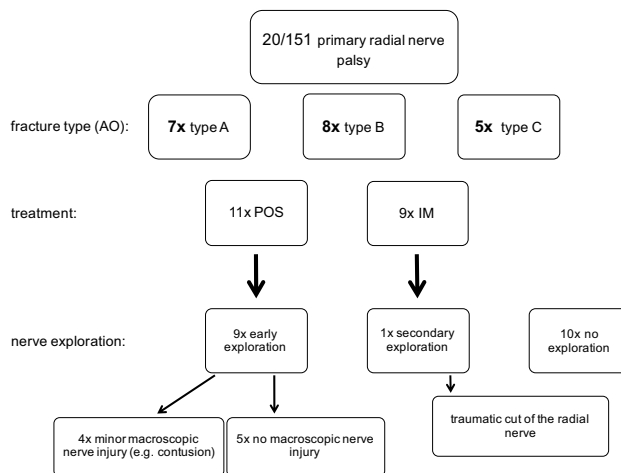 20/151 primary radial nerve
palsy
fracture type (AO):
7x type A
8x type B
5x type C
treatment:
11x POS
9x IM
nerve exploration:
9x early
exploration
1x secondary
exploration
10x no
exploration
4x minor macroscopic
nerve injury (e.g. contusion)
5x no macroscopic nerve
injury
traumatic cut of the radial
nerve